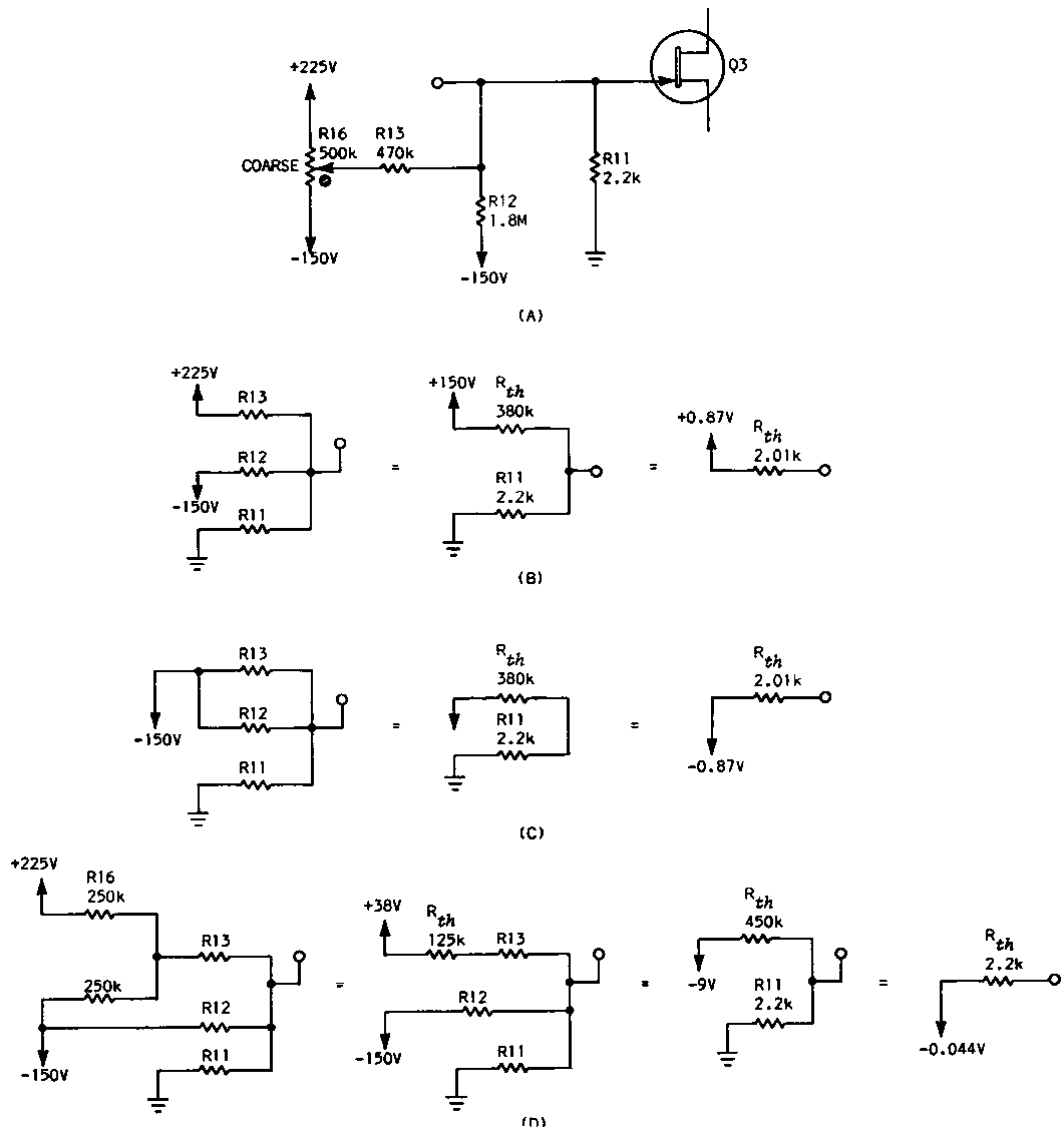 Q3
+225V
R16
500k
R13
470k
COARSE
R11
2.2k
R12
1.8M
-150V
-150V
(A)
+225V
R13
R12
-150V
R11
=
+150V
Rth
380k
R11
2.2k
=
+0.87V
Rth
2.01k
(B)
R13
R12
-150V
R11
=
Rth
380k
R11
2.2k
=
Rth
2.01k
-0.87V
(C)
+225V
R16
250k
R13
250k
R12
-150V
R11
=
+38V
Rth
125k
R13
R12
-150V
R11
=
Rth
450k
-9V
R11
2.2k
=
Rth
2.2k
-0.044V
(D)